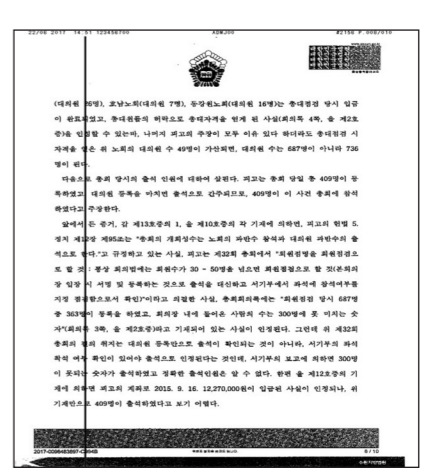 22/06 2017 14:51 123456700 #2156 P.008/010
(대의원 26명), 호남노회(대의원 7명), 동강원노회(대의원 16명)는 총대점검 당시 입금
이 완료되었고, 총대원들의 허락으로 총대자격을 얻게 된 사실(회의록 4쪽, 을 제2호
증)을 인정할 수 있는바, 나머지 피고의 주장이 모두 이유 있다 하더라도 총대점검 시
자격을 얻은 위 노회의 대의원 수 49명이 가산되면, 대의원 수는 687명이 아니라 736
명이 된다.
다음으로 총회 당시의 출석 인원에 대하여 살핀다. 피고는 총회 당일 총 409명이 등
록하였고 대의원 등록을 마치면 출석으로 간주되므로, 409명이 이 사건 총회에 참석
하였다고 주장한다.
앞에서 든 증거, 갑 제13호증의 1, 을 제10호증의 각 기재에 의하면, 피고의 헌법 5.
정치 제12장 제95조는 "총회의 개회성수는 노회의 과반수 참석과 대의원 과반수의 출
석으로 한다."고 규정하고 있는 사실, 피고는 제32회 총회에서 "회원점명을 회원점검으
로 할 것 : 통상 회의법에는 회원수가 30 - 50명을 넘으면 회원점검으로 할 것(본회의
장 입장 시 서명 및 등록하는 것으로 출석을 대신하고 서기부에서 좌석에 참석여부를
지정 점검함으로서 확인)"이라고 의결한 사실, 총회회의록에는 "회원점검 당시 687명
중 363명이 등록을 하였고, 회의장 내에 들어온 사람의 수는 300명에 못 미치는 숫
자"(회의록 3쪽, 을 제2호증)라고 기재되어 있는 사실이 인정된다. 그런데 위 제32회
총회의 결의 취지는 대의원 등록만으로 출석이 확인되는 것이 아니라, 서기부의 좌석
착석 여부 확인이 있어야 출석으로 인정된다는 것인데, 서기부의 보고에 의하면 300명
이 못되는 숫자가 출석하였고 정확한 출석인원은 알 수 없다. 한편 을 제12호증의 기
재에 의하면 피고의 계좌로 2015. 9. 16. 12,270,000원이 입금된 사실이 인정되나, 위
기재만으로 409명이 출석하였다고 보기 어렵다.
8 / 10
수원지방법원